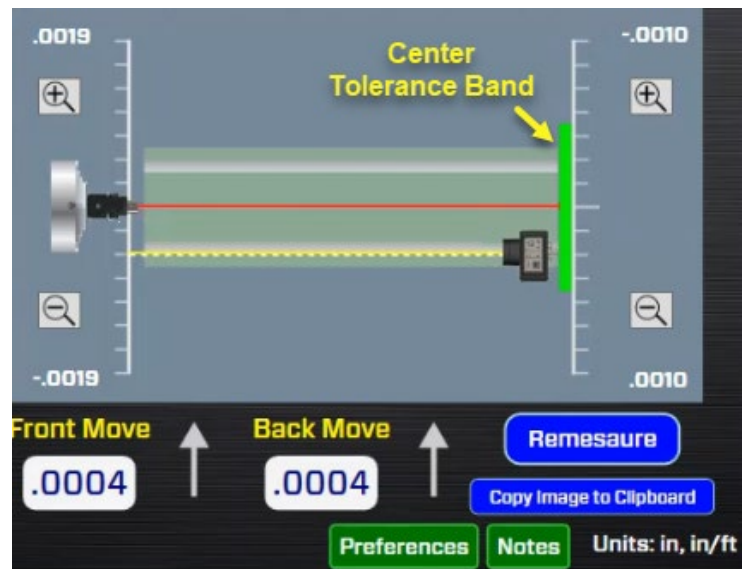 .0019
-.0010
Center
Tolerance Band
-.0019
.0010
Front Move
Back Move
.0004
.0004
Remesaure
Copy Image to Clipboard
Preferences
Notes
Units: in, in/ft